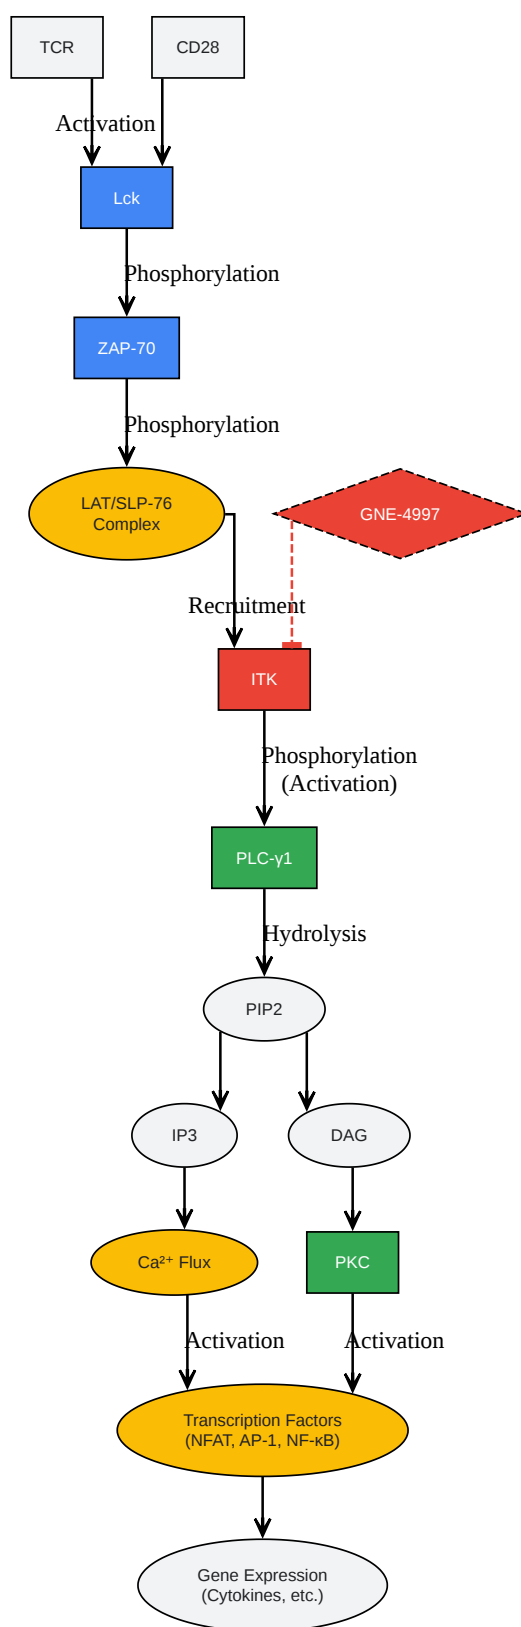 TCR
CD28
Activation
Lck
Phosphorylation
ZAP-70
Phosphorylation
LAT/SLP-76
Complex
GNE-4997
Recruitment
ITK
Phosphorylation
(Activation)
PLC-γ1
Hydrolysis
PIP2
IP3
DAG
Ca²⁺ Flux
PKC
Activation
Activation
Transcription Factors
(NFAT, AP-1, NF-κB)
Gene Expression
(Cytokines, etc.)